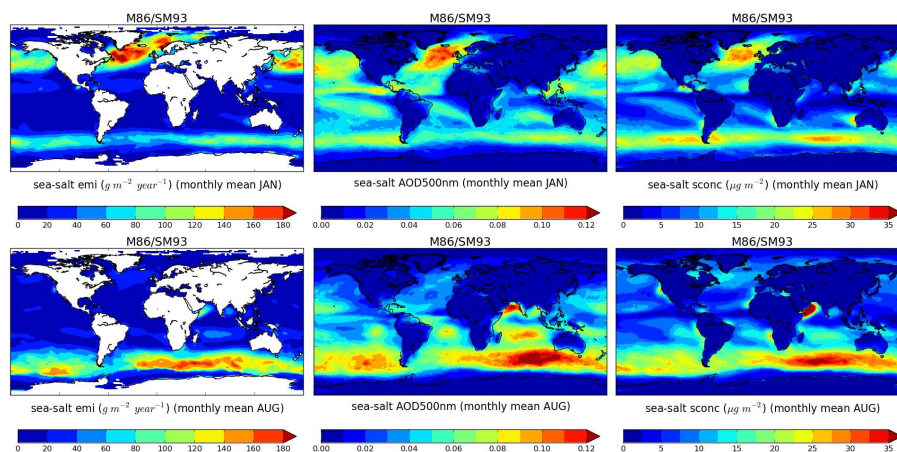 M86/SM93 M86/SM93 M86/SM93
sea-salt emi (g m⁻² year⁻¹) (monthly mean JAN) sea-salt AOD500nm (monthly mean JAN) sea-salt sconc (μg m⁻²) (monthly mean JAN)
0 20 40 60 80 100 120 140 160 180 0.00 0.02 0.04 0.06 0.08 0.10 0.12 0 5 10 15 20 25 30 35
M86/SM93 M86/SM93 M86/SM93
sea-salt emi (g m⁻² year⁻¹) (monthly mean AUG) sea-salt AOD500nm (monthly mean AUG) sea-salt sconc (μg m⁻²) (monthly mean AUG)
0 20 40 60 80 100 120 140 160 180 0.00 0.02 0.04 0.06 0.08 0.10 0.12 0 5 10 15 20 25 30 35